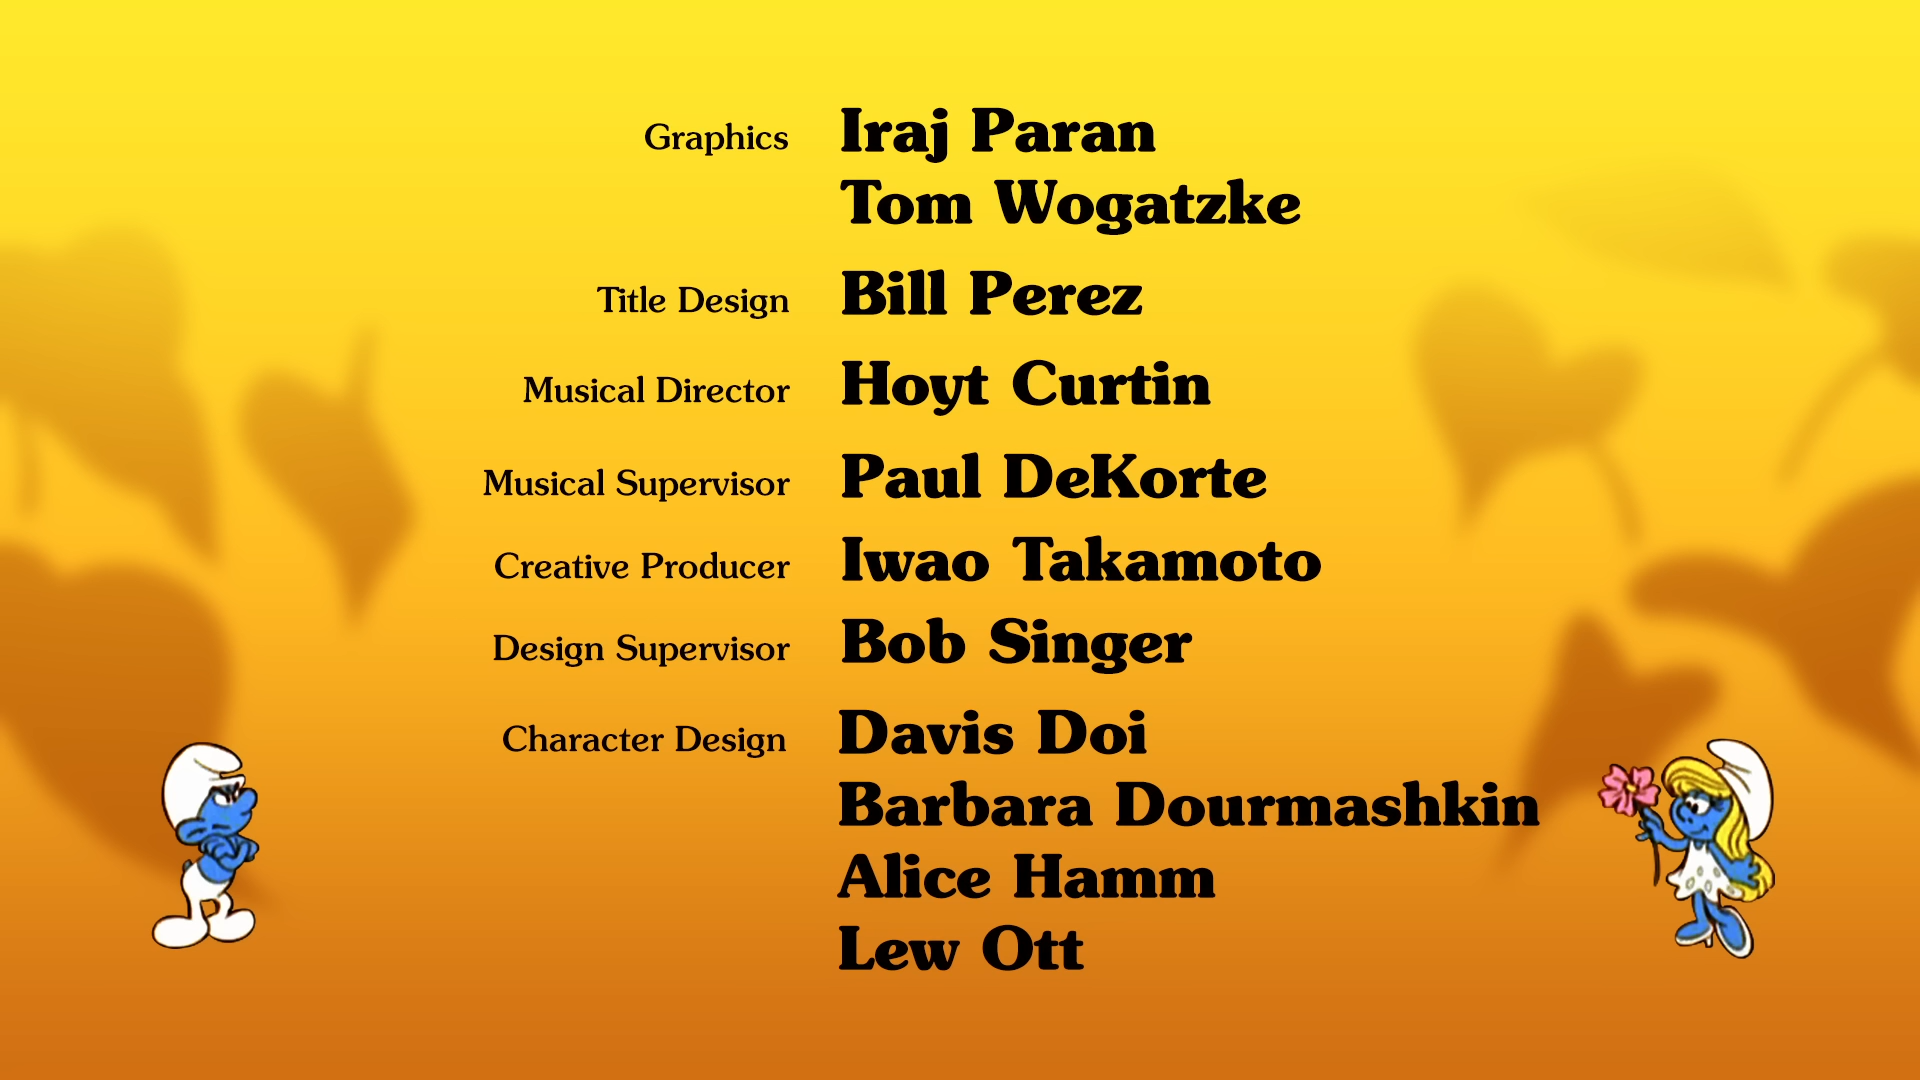 Graphics Iraj Paran
Tom Wogatzke
Title Design Bill Perez
Musical Director Hoyt Curtin
Musical Supervisor Paul DeKorte
Creative Producer Iwao Takamoto
Design Supervisor Bob Singer
Character Design Davis Doi
Barbara Dourmashkin
Alice Hamm
Lew Ott